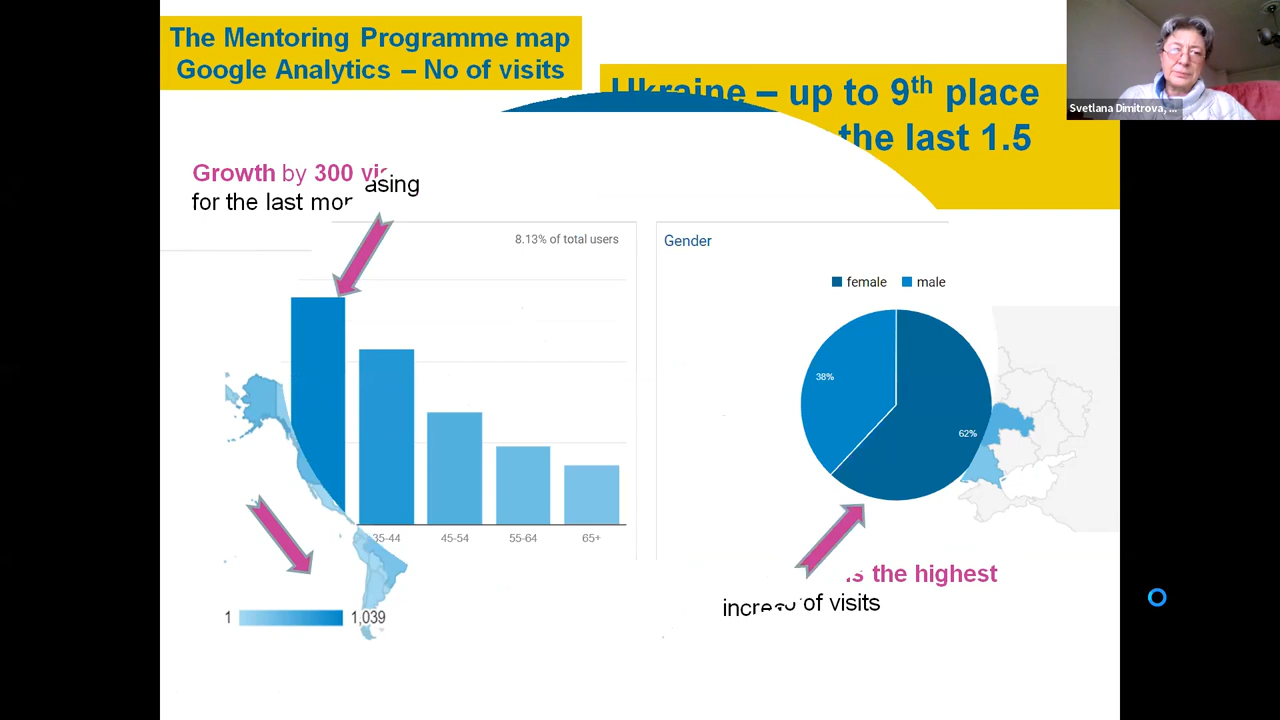 The Mentoring Programme map
Google Analytics – No of visits
Ukraine – up to 9th place
the last 1.5
Svetlana Dimitrova, ...
Growth by 300
for the last
asing
8.13% of total users
Gender
female
male
38%
62%
35-44
45-54
55-64
65+
1
1,039
is the highest
of visits